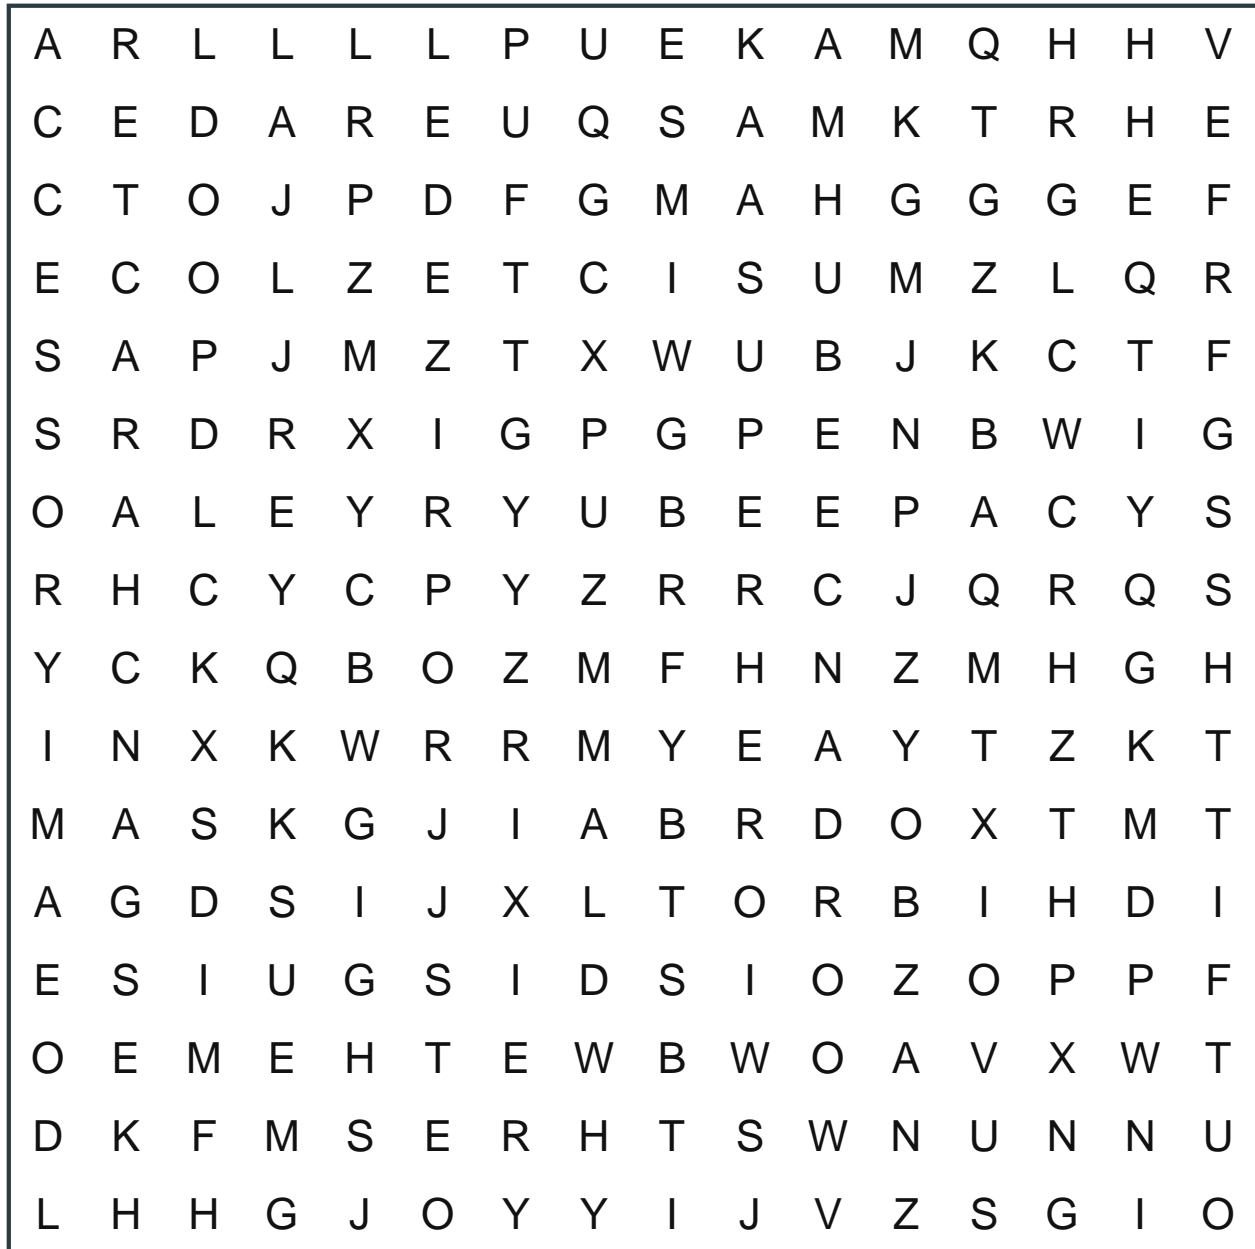 A R L L L L P U E K A M Q H H V
C E D A R E U Q S A M K T R H E
C T O J P D F G M A H G G G E F
E C O L Z E T C I S U M Z L Q R
S A P J M Z T X W U B J K C T F
S R D R X I G P G P E N B W I G
O A L E Y R Y U B E E P A C Y S
R H C Y C P Y Z R R C J Q R Q S
Y C K Q B O Z M F H N Z M H G H
I N X K W R R M Y E A Y T Z K T
M A S K G J I A B R D O X T M T
A G D S I J X L T O R B I H D I
E S I U G S I D S I O Z O P P F
O E M E H T E W B W O A V X W T
D K F M S E R H T S W N U N N U
L H H G J O Y Y I J V Z S G I O